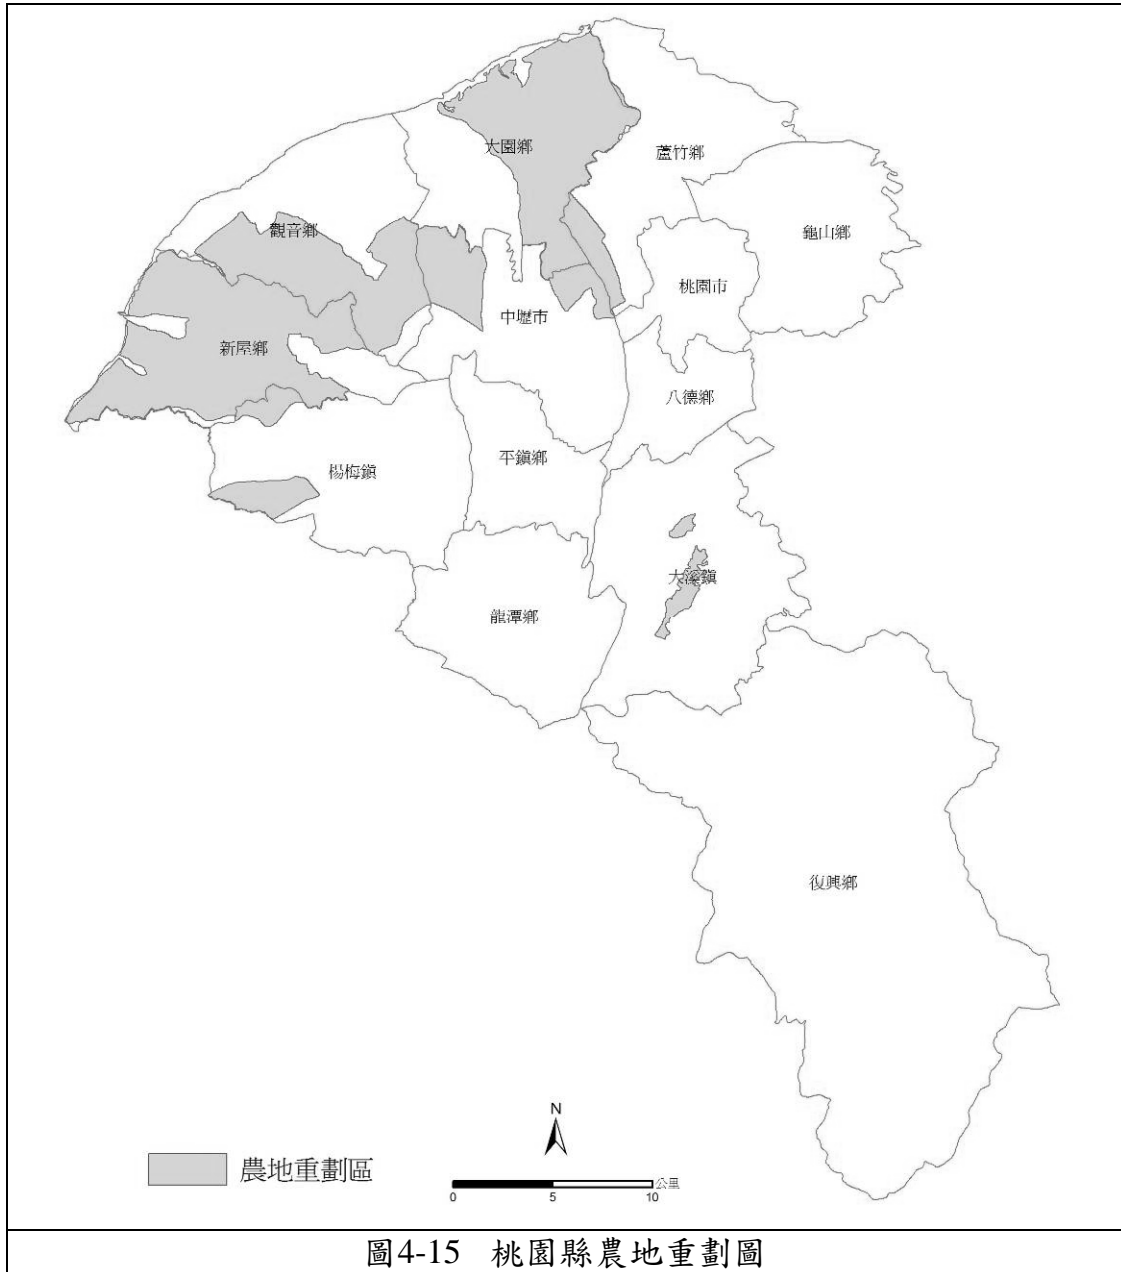 大園鄉
蘆竹鄉
觀音鄉
龜山鄉
桃園市
中壢市
新屋鄉
八德鄉
平鎮鄉
楊梅鎮
大溪鎮
龍潭鄉
復興鄉
N
農地重劃區
公里
0 5 10
圖4-15 桃園縣農地重劃圖